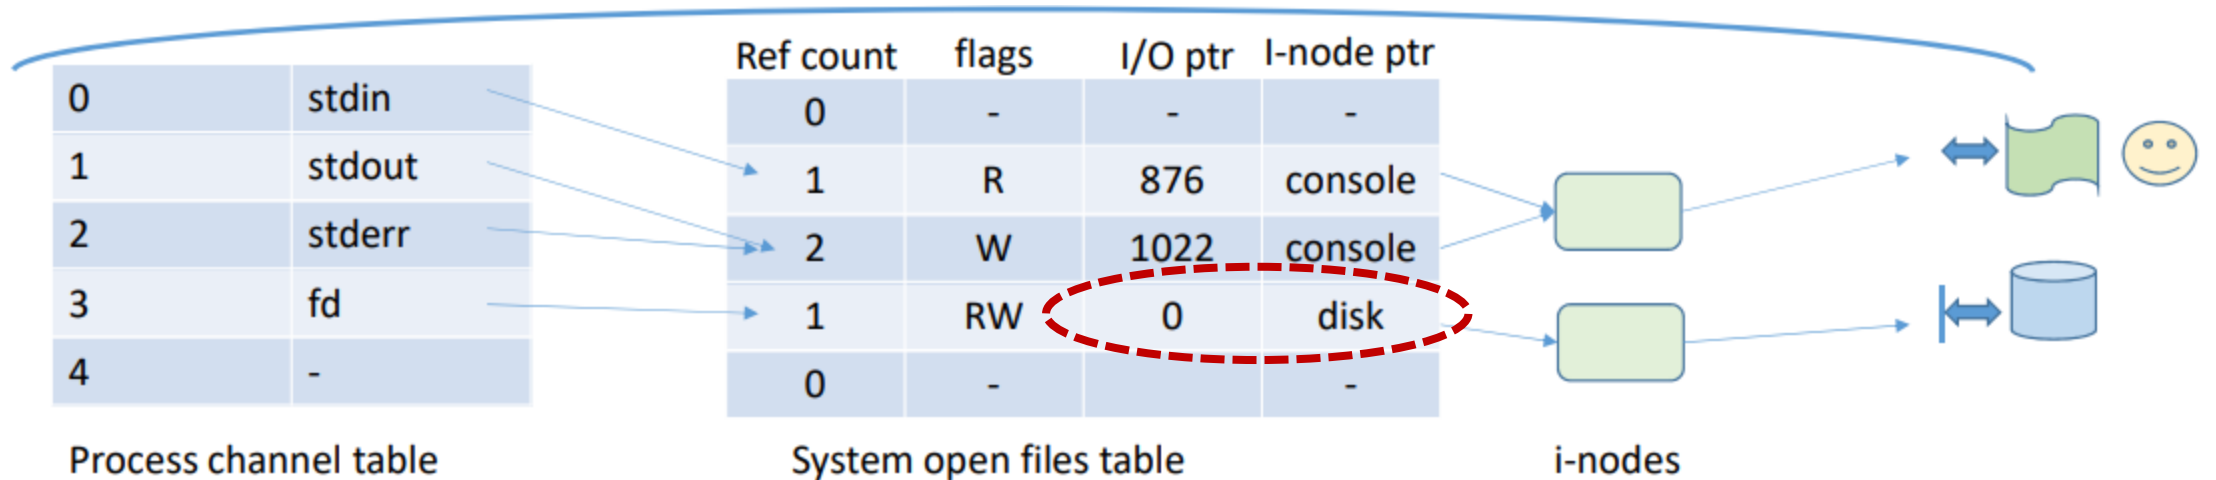 Ref count flags I/O ptr I-node ptr
0 stdin 0 - - -
1 stdout 1 R 876 console
2 stderr 2 W 1022 console
3 fd 1 RW 0 disk
4 - 0 - -
Process channel table System open files table i-nodes